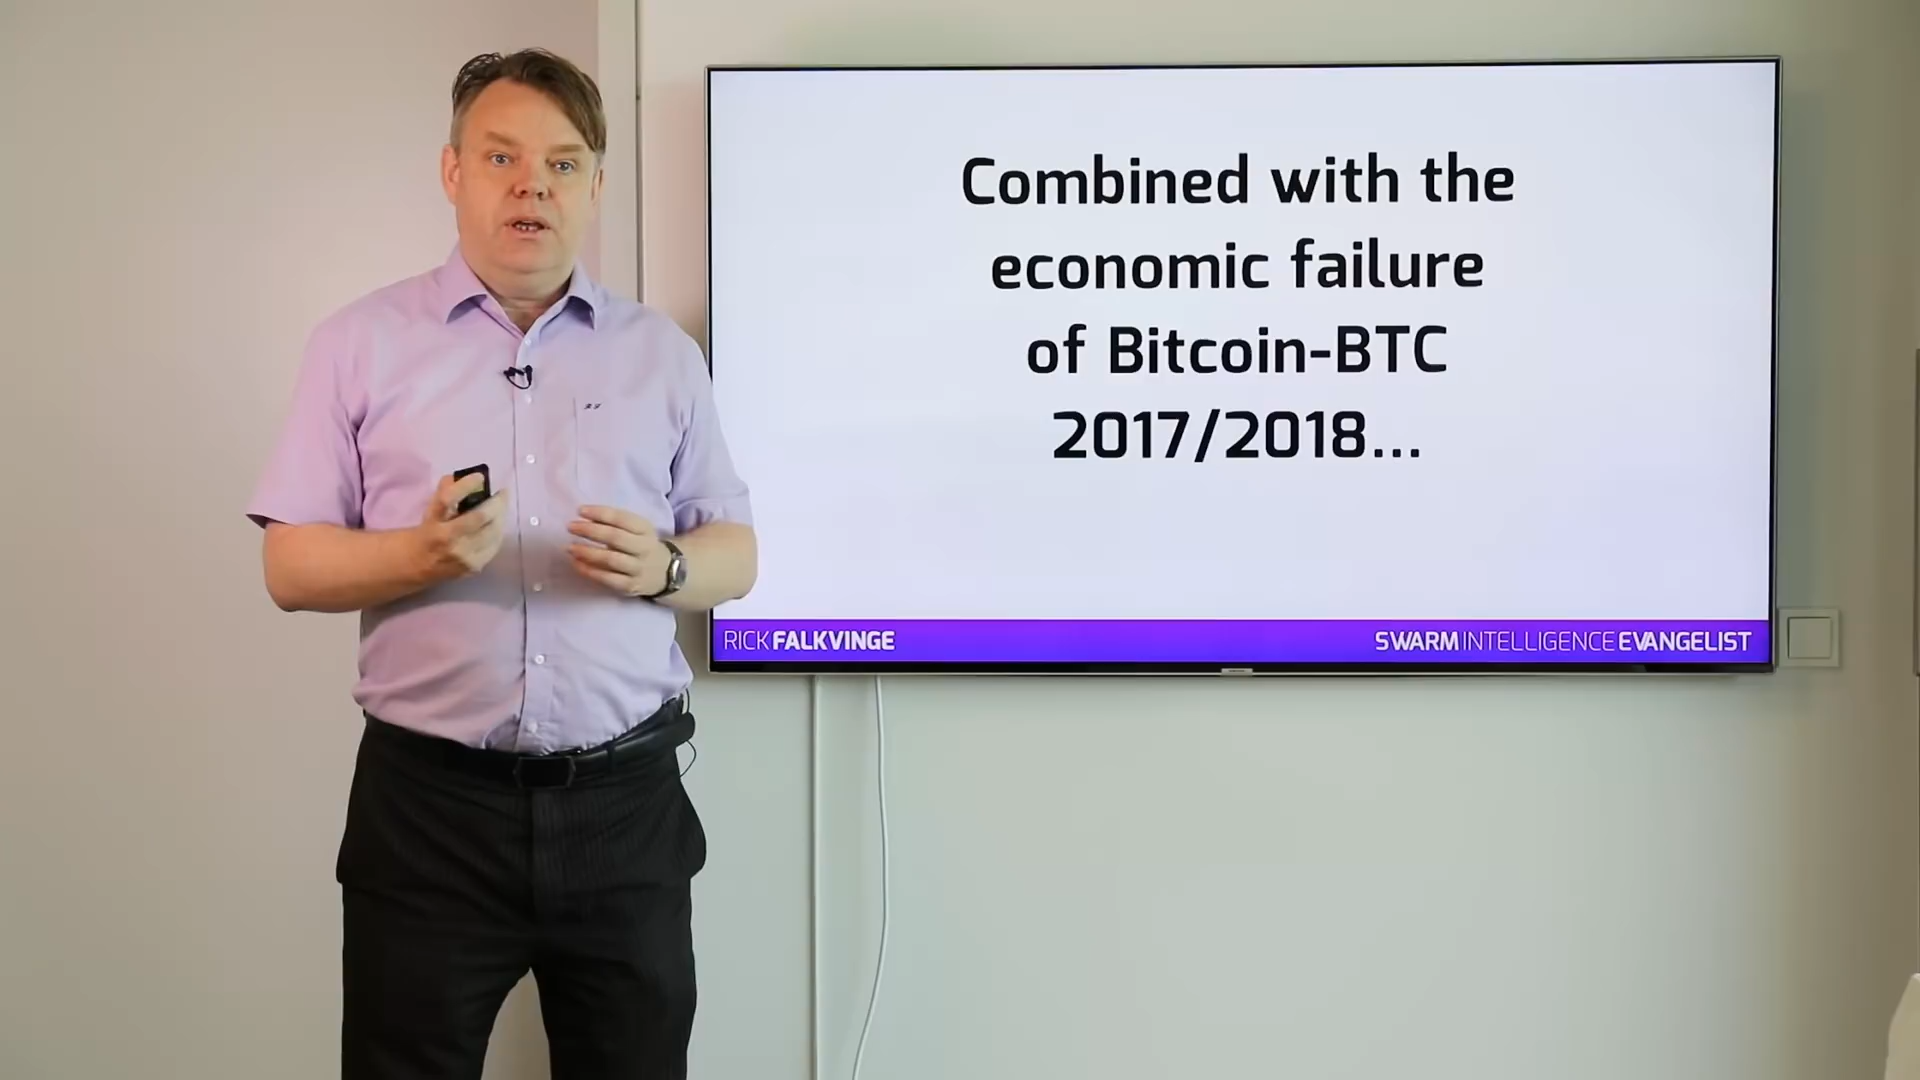 Combined with the
economic failure
of Bitcoin-BTC
2017/2018...
RICKFALKVINGE
SWARMINTELLIGENCEEVANGELIST